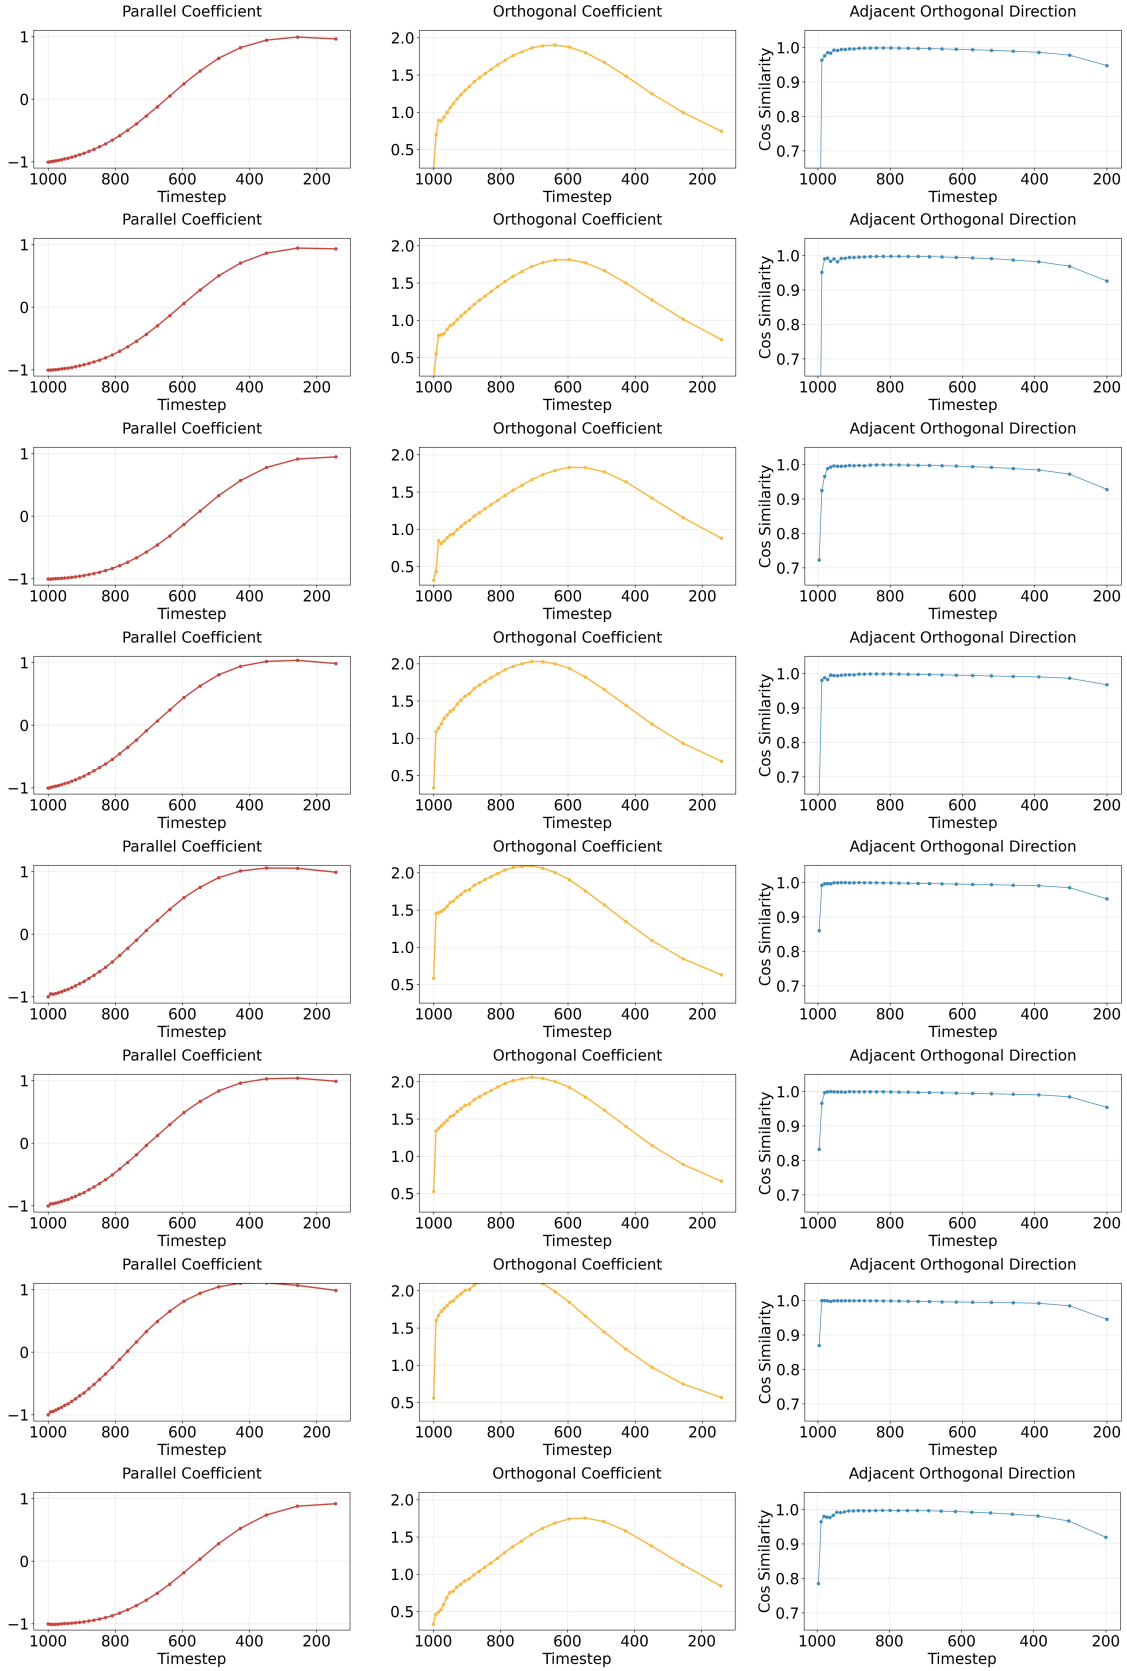 Parallel Coefficient Orthogonal Coefficient Adjacent Orthogonal Direction
1 2.0 1.0
0 1.5 Cos Similarity 0.9
1.0 0.8
−1 0.5 0.7
1000 800 600 400 200 1000 800 600 400 200 1000 800 600 400 200
Timestep Timestep Timestep
Parallel Coefficient Orthogonal Coefficient Adjacent Orthogonal Direction
1 2.0 1.0
0 1.5 Cos Similarity 0.9
1.0 0.8
−1 0.5 0.7
1000 800 600 400 200 1000 800 600 400 200 1000 800 600 400 200
Timestep Timestep Timestep
Parallel Coefficient Orthogonal Coefficient Adjacent Orthogonal Direction
1 2.0 1.0
0 1.5 Cos Similarity 0.9
1.0 0.8
−1 0.5 0.7
1000 800 600 400 200 1000 800 600 400 200 1000 800 600 400 200
Timestep Timestep Timestep
Parallel Coefficient Orthogonal Coefficient Adjacent Orthogonal Direction
1 2.0 1.0
0 1.5 Cos Similarity 0.9
1.0 0.8
−1 0.5 0.7
1000 800 600 400 200 1000 800 600 400 200 1000 800 600 400 200
Timestep Timestep Timestep
Parallel Coefficient Orthogonal Coefficient Adjacent Orthogonal Direction
1 2.0 1.0
0 1.5 Cos Similarity 0.9
1.0 0.8
−1 0.5 0.7
1000 800 600 400 200 1000 800 600 400 200 1000 800 600 400 200
Timestep Timestep Timestep
Parallel Coefficient Orthogonal Coefficient Adjacent Orthogonal Direction
1 2.0 1.0
0 1.5 Cos Similarity 0.9
1.0 0.8
−1 0.5 0.7
1000 800 600 400 200 1000 800 600 400 200 1000 800 600 400 200
Timestep Timestep Timestep
Parallel Coefficient Orthogonal Coefficient Adjacent Orthogonal Direction
1 2.0 1.0
0 1.5 Cos Similarity 0.9
1.0 0.8
−1 0.5 0.7
1000 800 600 400 200 1000 800 600 400 200 1000 800 600 400 200
Timestep Timestep Timestep
Parallel Coefficient Orthogonal Coefficient Adjacent Orthogonal Direction
1 2.0 1.0
0 1.5 Cos Similarity 0.9
1.0 0.8
−1 0.5 0.7
1000 800 600 400 200 1000 800 600 400 200 1000 800 600 400 200
Timestep Timestep Timestep